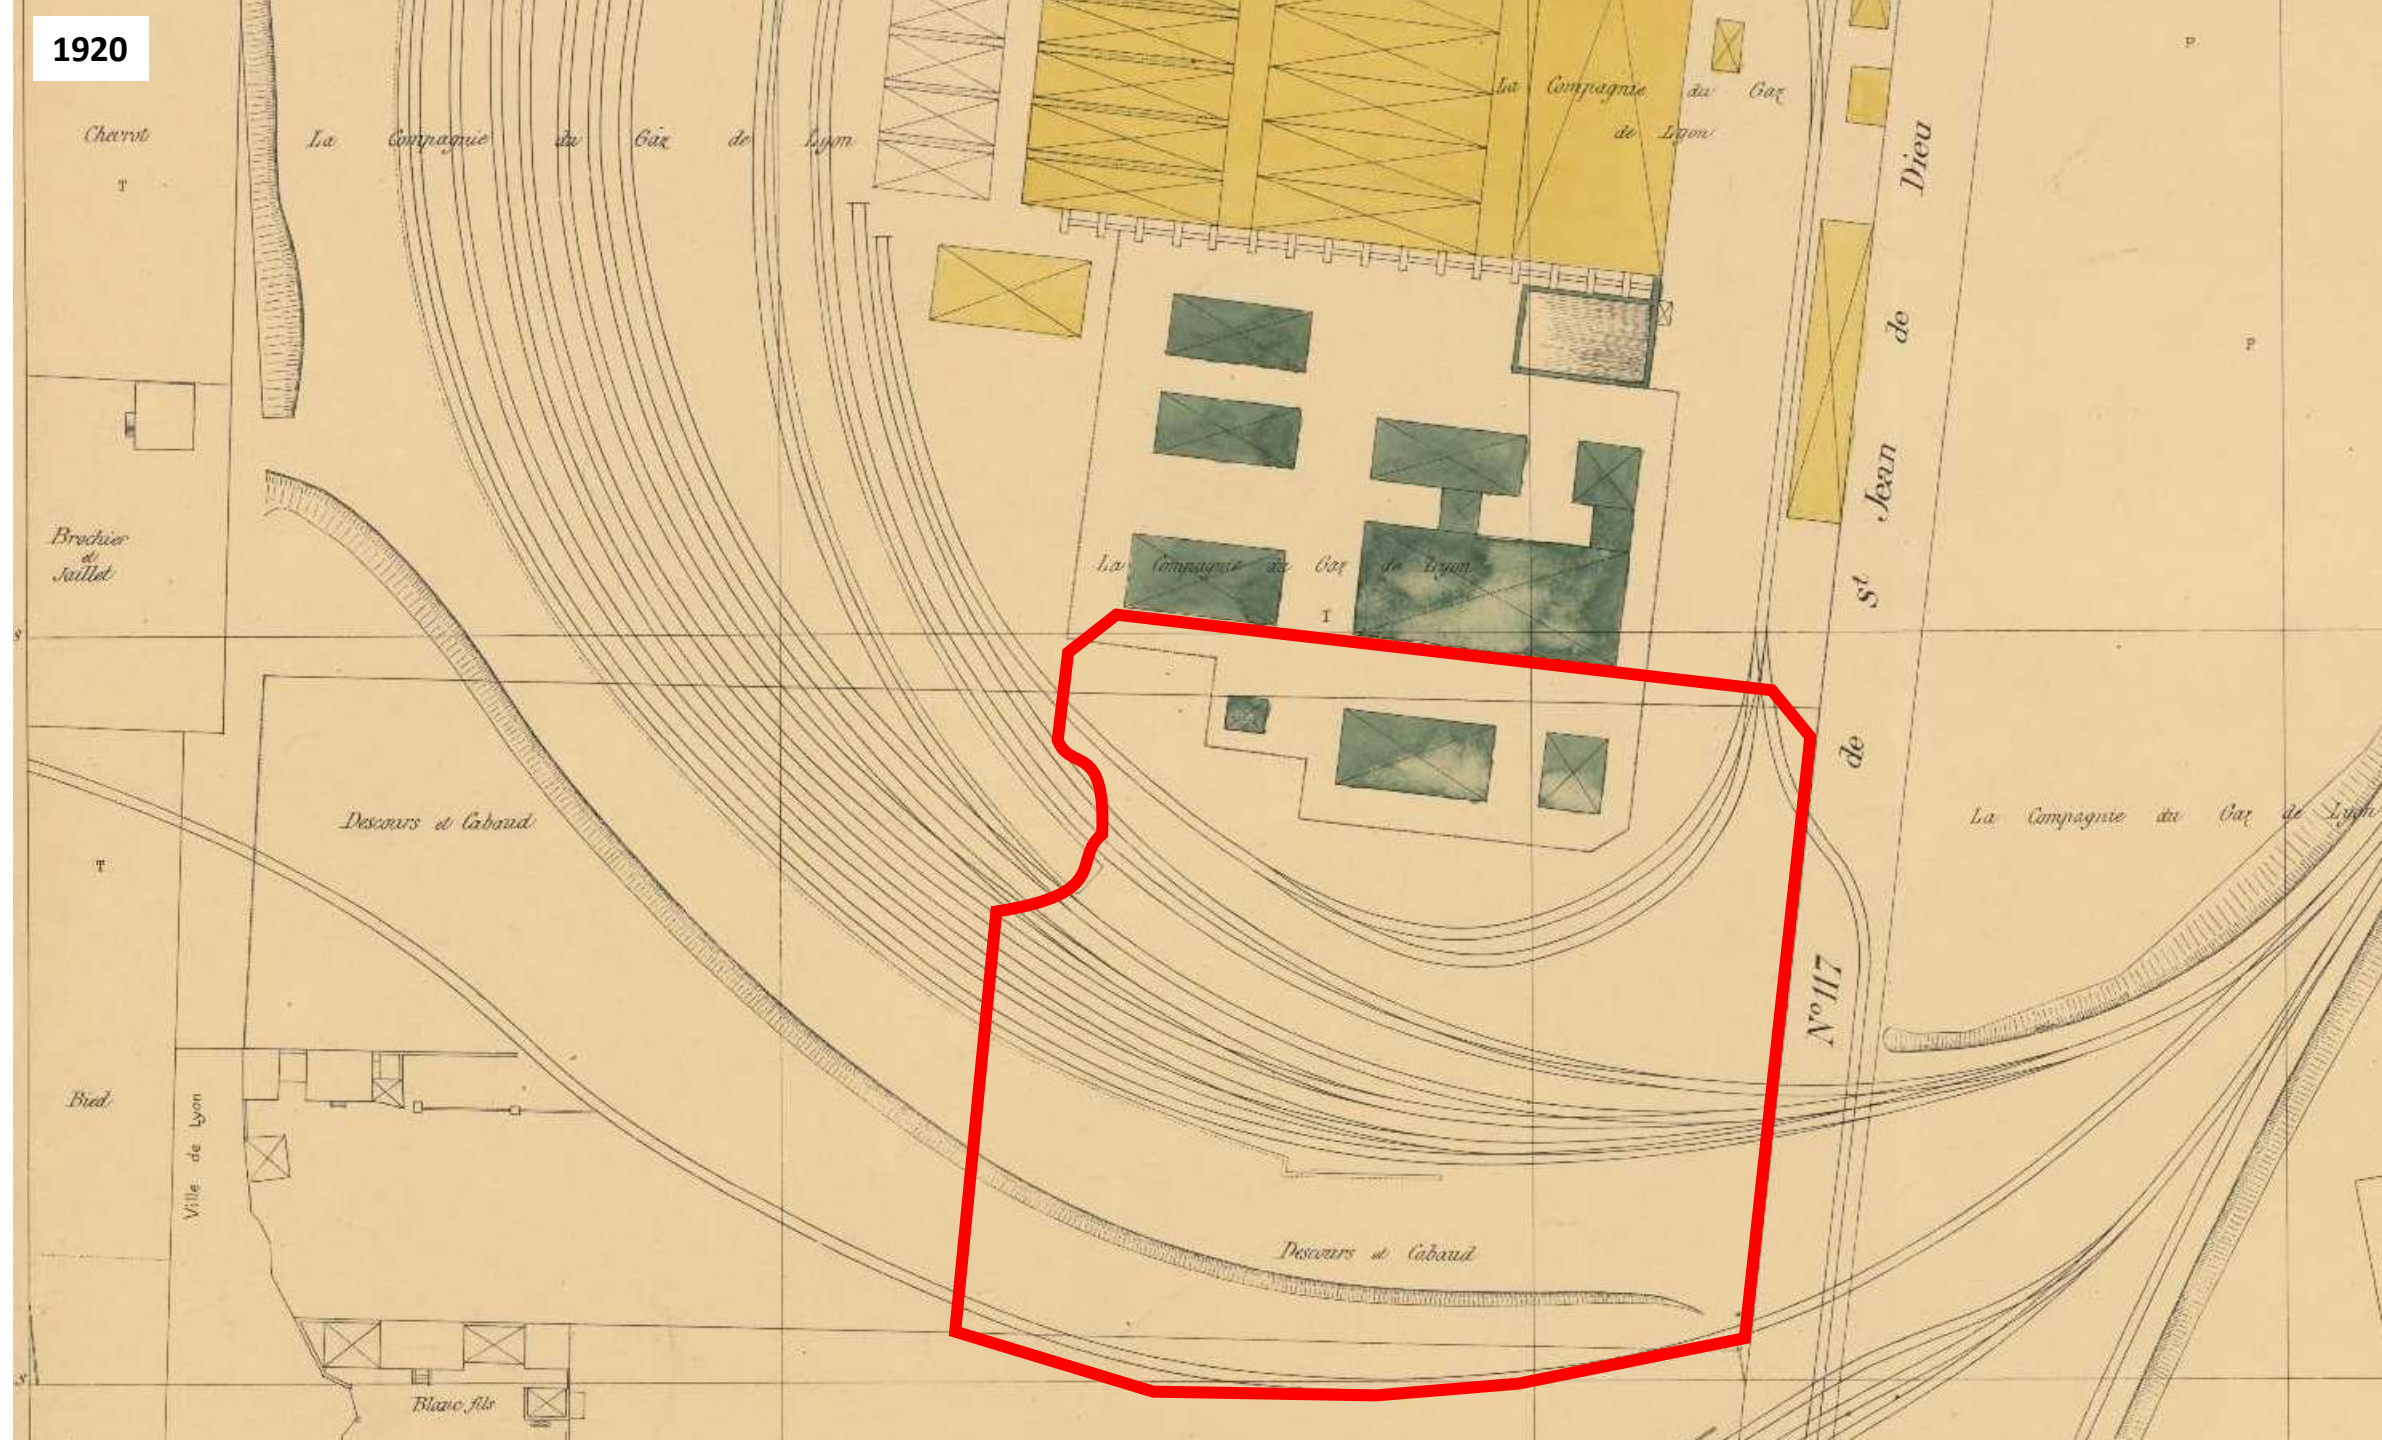 1920
P
La Compagnie du Gaz
de Lyon
Chevrot
La Compagnie du Gaz de Lyon
T
Dieu
de
P
Jean
Brochier
et
Jaillet
La Compagnie du Gaz de Lyon
St
T
S
de
Descours et Cabaud
La Compagnie du Gaz de Lyon
T
N° 117
Bied
Ville de Lyon
Descours et Cabaud
S
Blanc fils